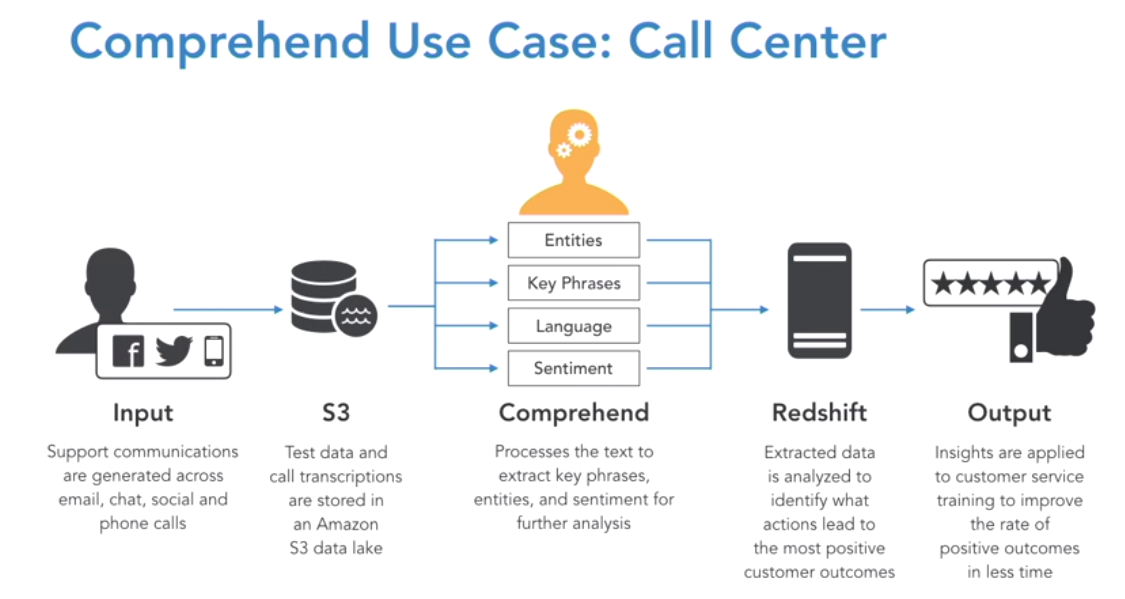 Comprehend Use Case: Call Center
Entities
Key Phrases
Language
Sentiment
f
Input
Support communications
are generated across
email, chat, social and
phone calls
S3
Test data and
call transcriptions
are stored in
an Amazon
S3 data lake
Comprehend
Processes the text to
extract key phrases,
entities, and sentiment for
further analysis
Redshift
Extracted data
is analyzed to
identify what
actions lead to
the most positive
customer outcomes
Output
Insights are applied
to customer service
training to improve
the rate of
positive outcomes
in less time